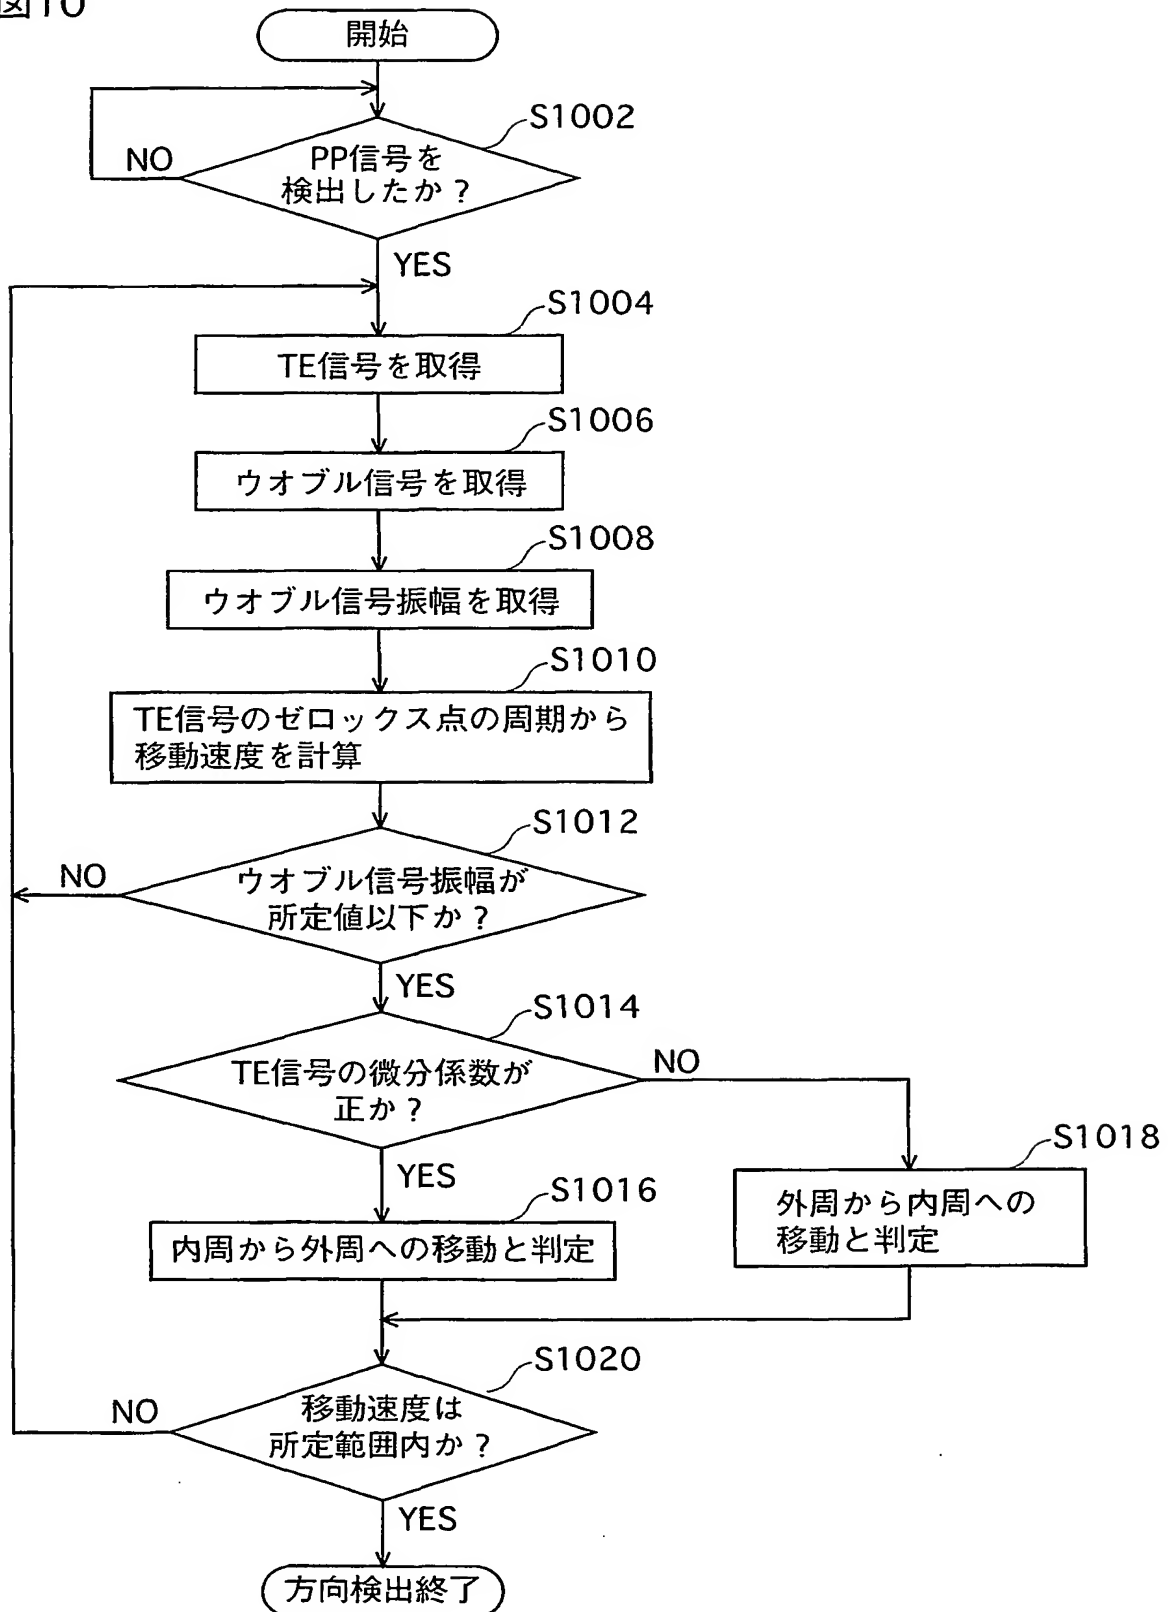 図10
開始
S1002
NO
PP信号を
検出したか？
YES
S1004
TE信号を取得
S1006
ウオブル信号を取得
S1008
ウオブル信号振幅を取得
S1010
TE信号のゼロックス点の周期から
移動速度を計算
S1012
NO
ウオブル信号振幅が
所定値以下か？
YES
S1014
TE信号の微分係数が
正か？
NO
YES
S1016
内周から外周への移動と判定
S1018
外周から内周への
移動と判定
S1020
NO
移動速度は
所定範囲内か？
YES
方向検出終了